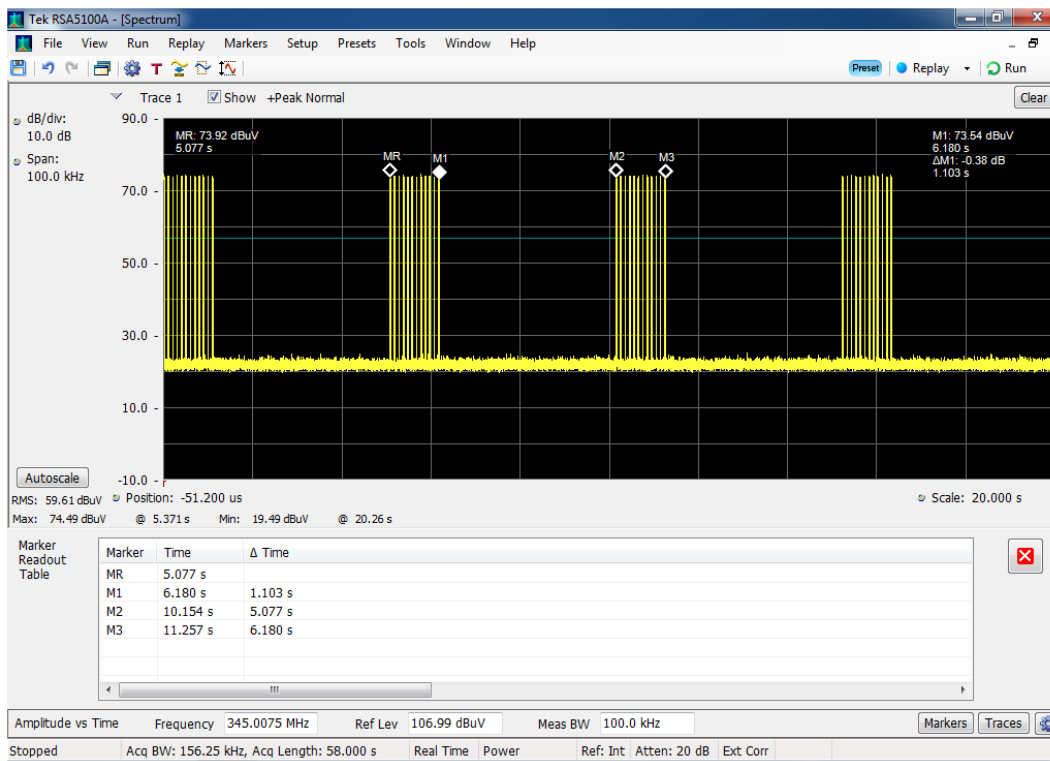 Tek RSA5100A - [Spectrum]
File View Run Replay Markers Setup Presets Tools Window Help
T Preset Replay Run
Trace 1 Show +Peak Normal Clear
dB/div:
10.0 dB
Span:
100.0 kHz
90.0 -
70.0 -
50.0 -
30.0 -
10.0 -
-10.0 -
MR: 73.92 dBuV
5.077 s
MR M1 M2 M3
M1: 73.54 dBuV
6.180 s
ΔM1: -0.38 dB
1.103 s
Autoscale
RMS: 59.61 dBuV Position: -51.200 us Scale: 20.000 s
Max: 74.49 dBuV @ 5.371 s Min: 19.49 dBuV @ 20.26 s
Marker
Readout
Table
Marker Time Δ Time
MR 5.077 s
M1 6.180 s 1.103 s
M2 10.154 s 5.077 s
M3 11.257 s 6.180 s
Amplitude vs Time Frequency 345.0075 MHz Ref Lev 106.99 dBuV Meas BW 100.0 kHz Markers Traces
Stopped Acq BW: 156.25 kHz, Acq Length: 58.000 s Real Time Power Ref: Int Atten: 20 dB Ext Corr